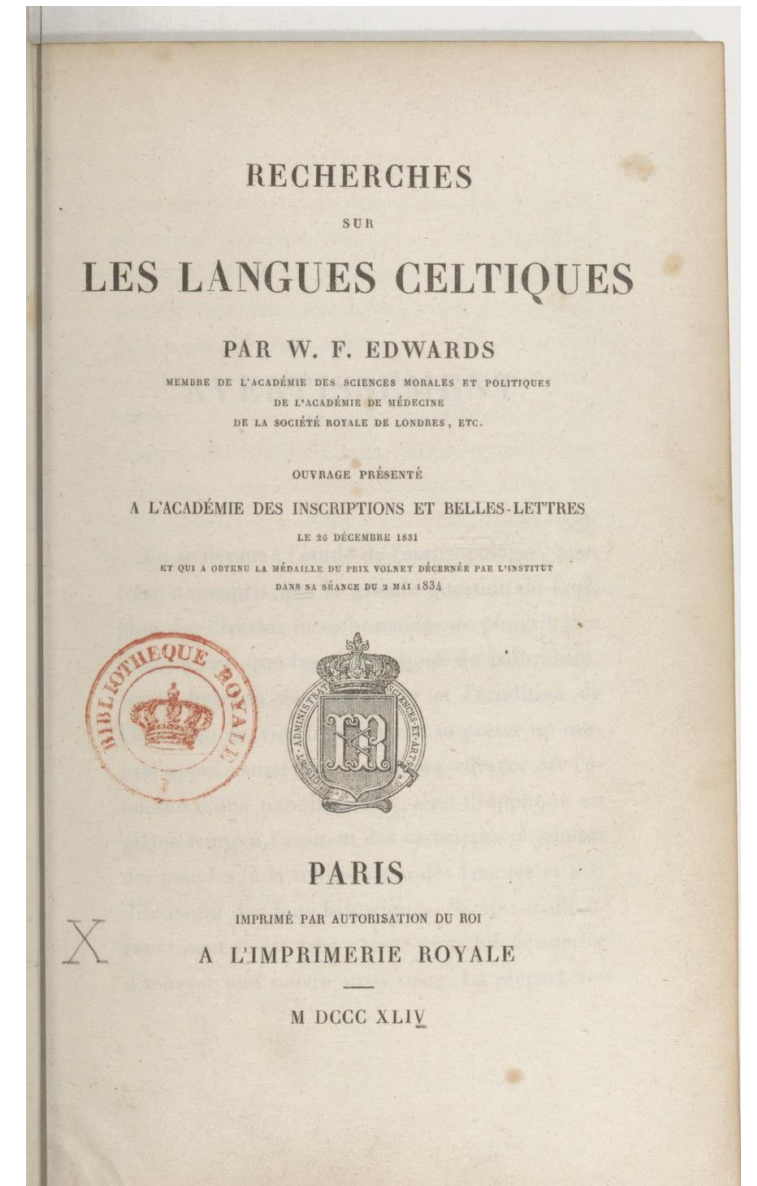 RECHERCHES
SUR
LES LANGUES CELTIQUES
PAR W. F. EDWARDS
MEMBRE DE L'ACADÉMIE DES SCIENCES MORALES ET POLITIQUES
DE L'ACADÉMIE DE MÉDECINE
DE LA SOCIÉTÉ ROYALE DE LONDRES, ETC.
OUVRAGE PRÉSENTÉ
A L'ACADÉMIE DES INSCRIPTIONS ET BELLES-LETTRES
LE 26 DÉCEMBRE 1831
ET QUI A OBTENU LA MÉDAILLE DU PRIX VOLNEY DÉCERNÉE PAR L'INSTITUT
DANS SA SÉANCE DU 2 MAI 1834
BIBLIOTHEQUE ROYALE
SCIENCES·ET·ARTS
PARIS
IMPRIMÉ PAR AUTORISATION DU ROI
X
A L'IMPRIMERIE ROYALE
M DCCC XLIV